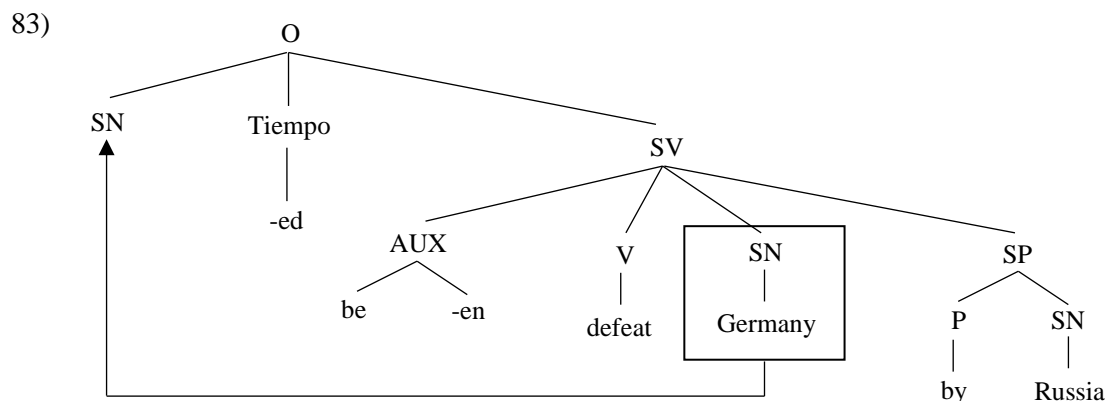 83)
O
SN Tiempo SV
-ed
AUX V SN SP
be -en defeat Germany P SN
by Russia